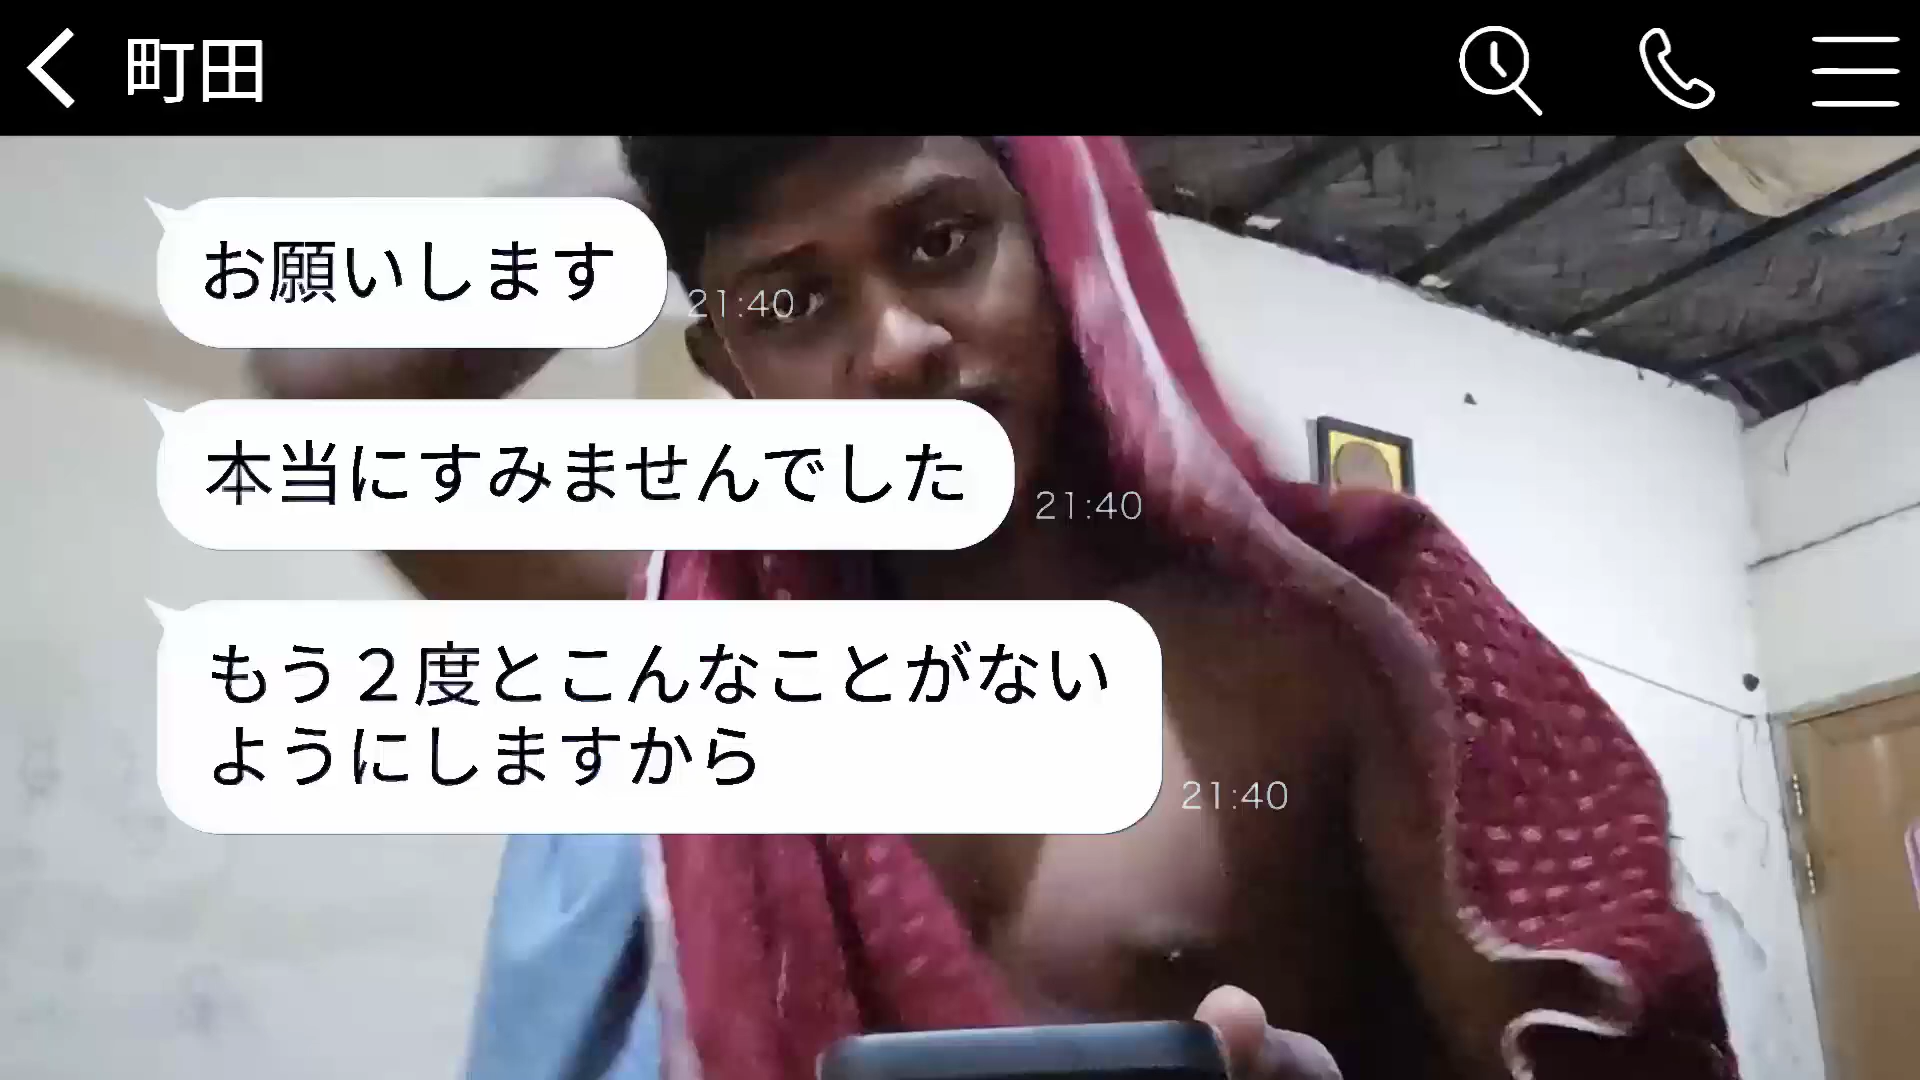 町田
お願いします
21:40
本当にすみませんでした
21:40
もう２度とこんなことがない
ようにしますから
21:40